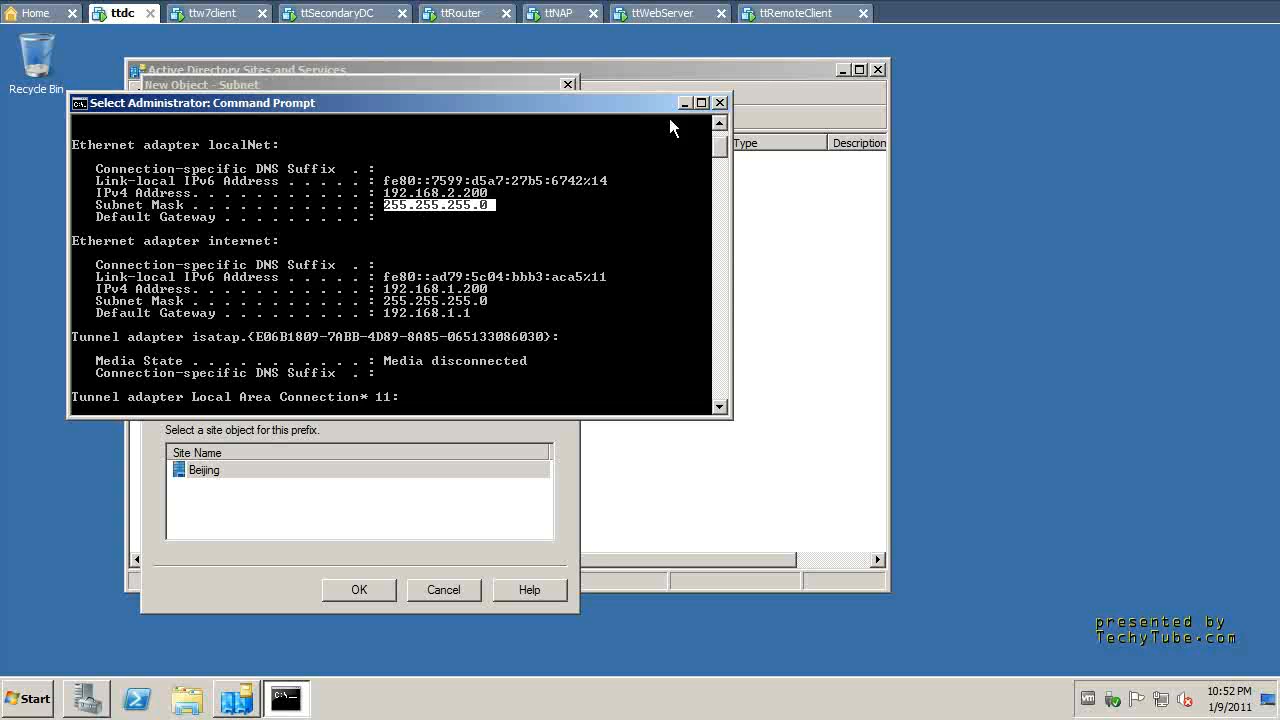 Home ttdc ttw7client ttSecondaryDC ttRouter ttNAP ttWebServer ttRemoteClient
Recycle Bin
Active Directory Sites and Services
New Object - Subnet
Select Administrator: Command Prompt
Type Description
Ethernet adapter localNet:
Connection-specific DNS Suffix . :
Link-local IPv6 Address . . . . . : fe80::7599:d5a7:27b5:6742%14
IPv4 Address. . . . . . . . . . . : 192.168.2.200
Subnet Mask . . . . . . . . . . . : 255.255.255.0
Default Gateway . . . . . . . . . :
Ethernet adapter internet:
Connection-specific DNS Suffix . :
Link-local IPv6 Address . . . . . : fe80::ad79:5c04:bbb3:aca5%11
IPv4 Address. . . . . . . . . . . : 192.168.1.200
Subnet Mask . . . . . . . . . . . : 255.255.255.0
Default Gateway . . . . . . . . . : 192.168.1.1
Tunnel adapter isatap.{E06B1809-7ABB-4D89-8A85-065133086030}:
Media State . . . . . . . . . . . : Media disconnected
Connection-specific DNS Suffix . :
Tunnel adapter Local Area Connection* 11:
Select a site object for this prefix.
Site Name
Beijing
OK Cancel Help
presented by
TechyTube.com
Start
10:52 PM
1/9/2011